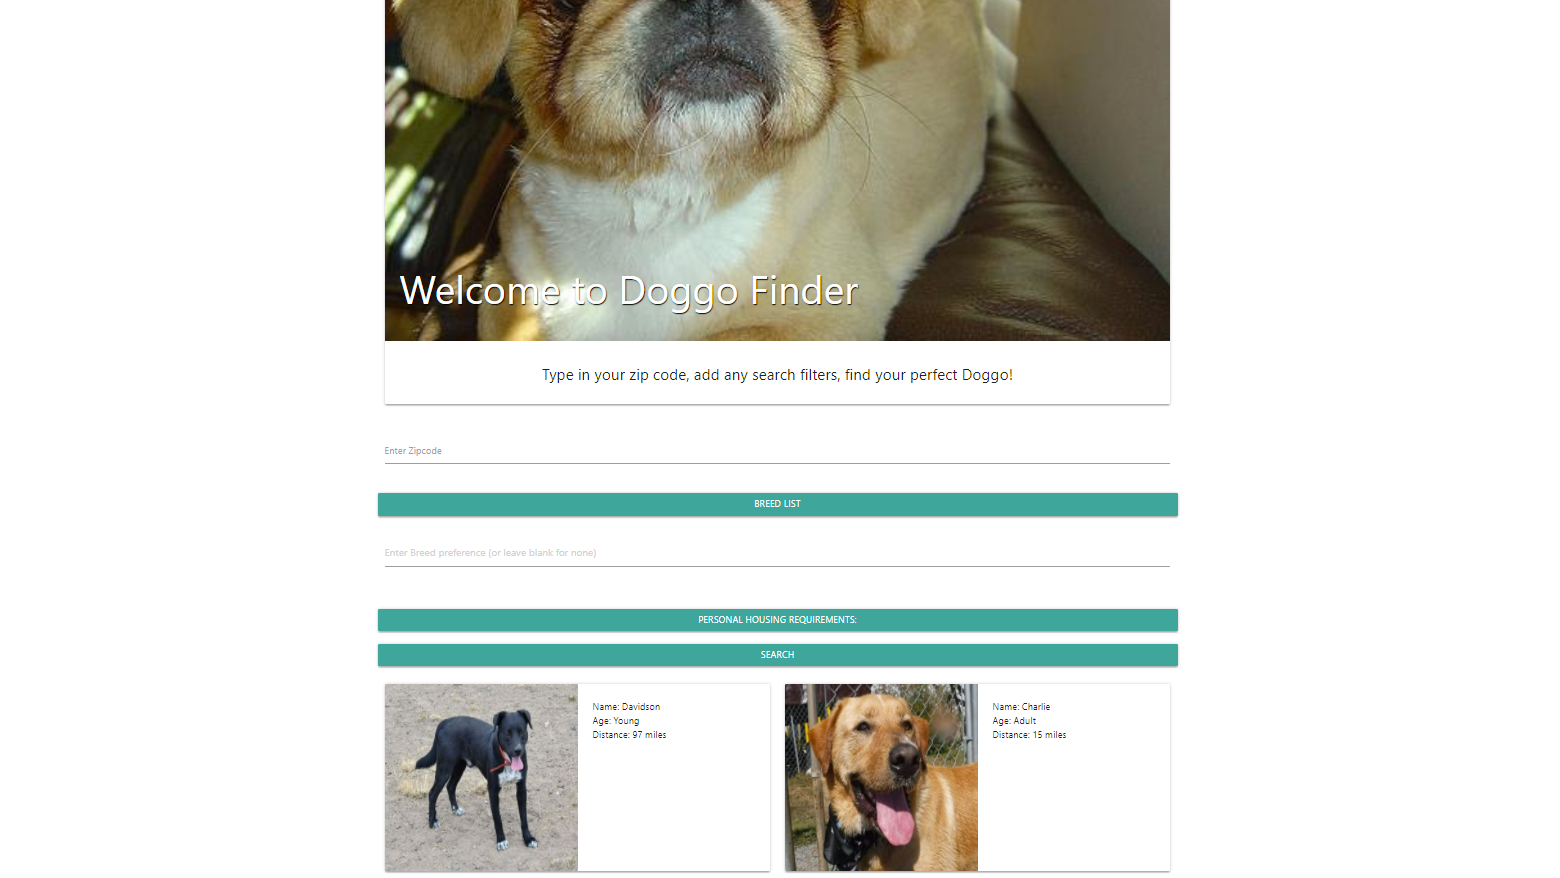 Welcome to Doggo Finder
Type in your zip code, add any search filters, find your perfect Doggo!
Enter Zipcode
BREED LIST
Enter Breed preference (or leave blank for none)
PERSONAL HOUSING REQUIREMENTS:
SEARCH
Name: Davidson
Age: Young
Distance: 97 miles
Name: Charlie
Age: Adult
Distance: 15 miles